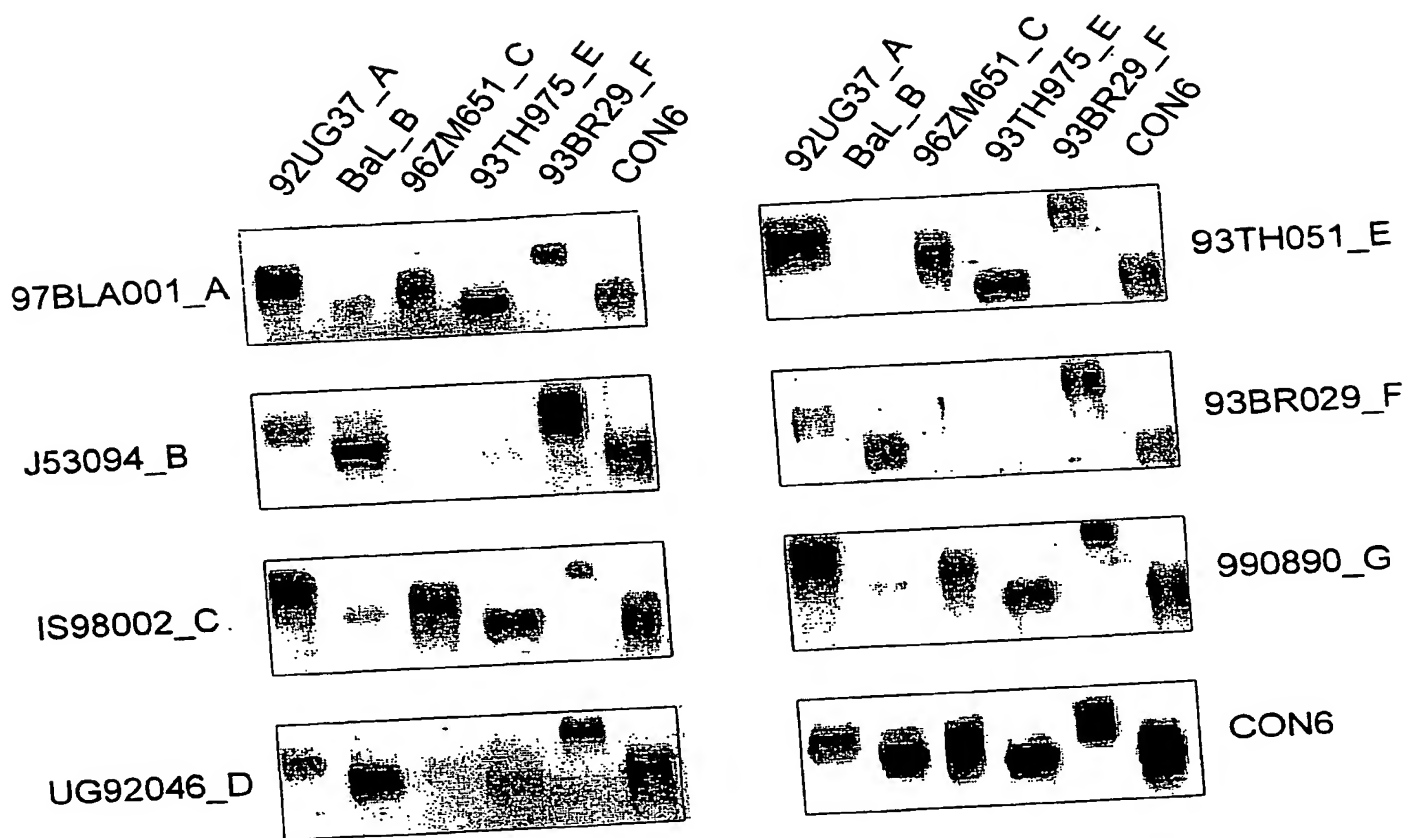 92UG37_A
BaL_B
96ZM651_C
93TH975_E
93BR29_F
CON6
97BLA001_A
J53094_B
IS98002_C
UG92046_D
92UG37_A
BaL_B
96ZM651_C
93TH975_E
93BR29_F
CON6
93TH051_E
93BR029_F
990890_G
CON6